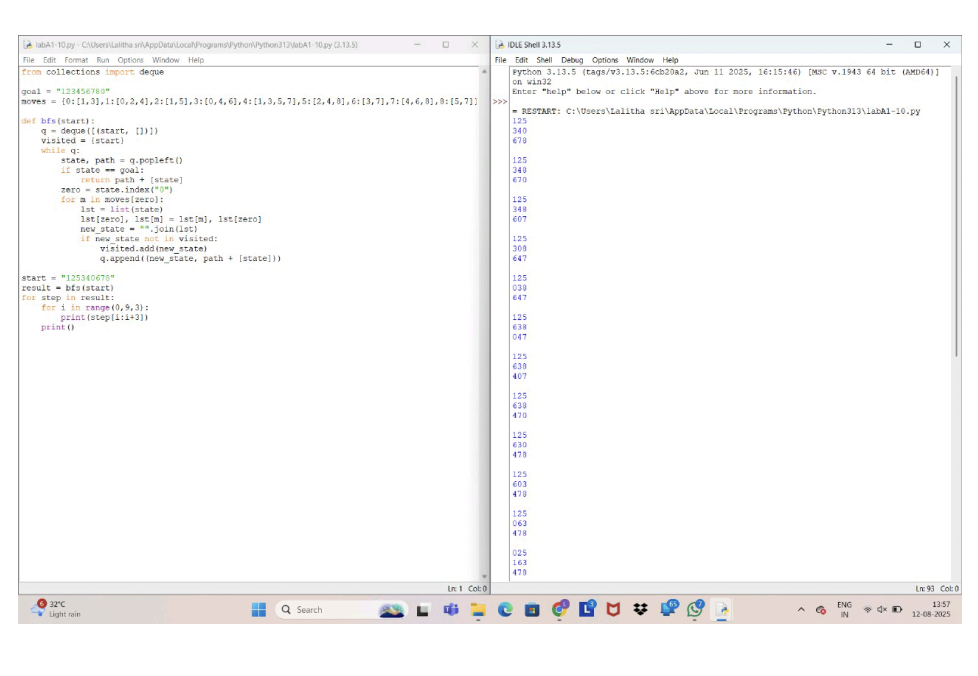 labA1-10.py - C:\Users\Lalitha sri\AppData\Local\Programs\Python\Python313\labA1-10.py (3.13.5)
File Edit Format Run Options Window Help
from collections import deque
goal = "123456780"
moves = {0:[1,3],1:[0,2,4],2:[1,5],3:[0,4,6],4:[1,3,5,7],5:[2,4,8],6:[3,7],7:[4,6,8],8:[5,7]}
def bfs(start):
q = deque([(start, [])])
visited = {start}
while q:
state, path = q.popleft()
if state == goal:
return path + [state]
zero = state.index("0")
for m in moves[zero]:
lst = list(state)
lst[zero], lst[m] = lst[m], lst[zero]
new_state = "".join(lst)
if new_state not in visited:
visited.add(new_state)
q.append((new_state, path + [state]))
start = "125340678"
result = bfs(start)
for step in result:
for i in range(0,9,3):
print(step[i:i+3])
print()
Ln: 1 Col: 0
IDLE Shell 3.13.5
File Edit Shell Debug Options Window Help
Python 3.13.5 (tags/v3.13.5:6cb20a2, Jun 11 2025, 16:15:46) [MSC v.1943 64 bit (AMD64)]
on win32
Enter "help" below or click "Help" above for more information.
>>>
= RESTART: C:\Users\Lalitha sri\AppData\Local\Programs\Python\Python313\labA1-10.py
125
340
678
125
348
670
125
348
607
125
308
647
125
038
647
125
638
047
125
638
407
125
638
470
125
630
478
125
603
478
125
063
478
025
163
478
Ln: 93 Col: 0
32°C
Light rain
Search
ENG
IN
13:57
12-08-2025